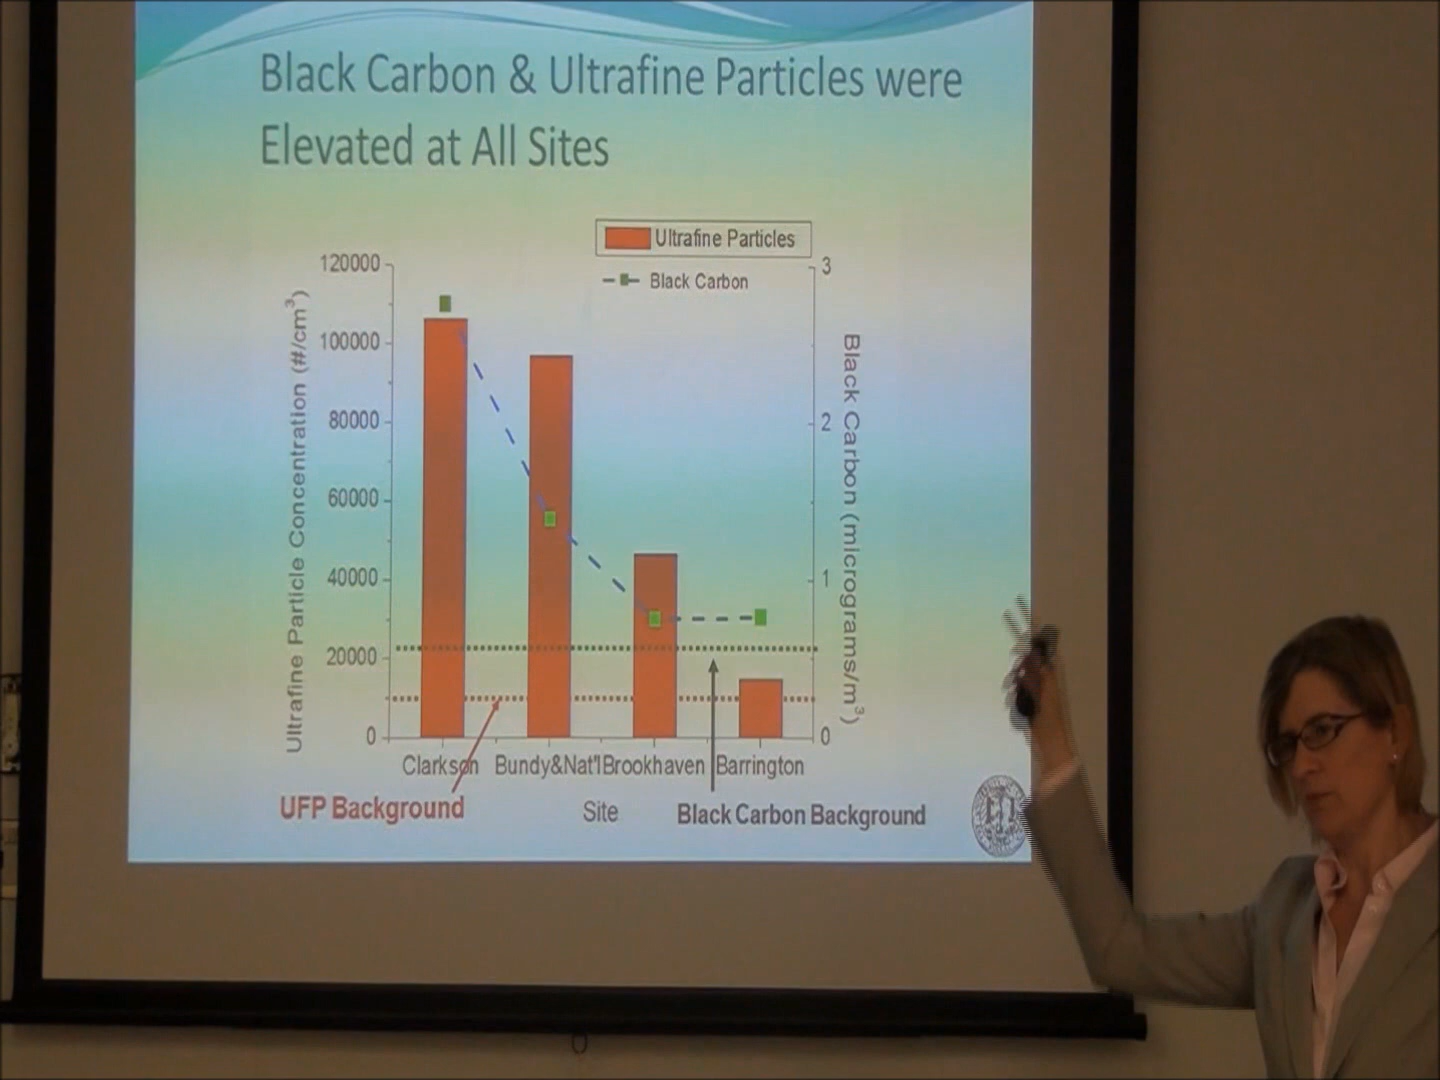 Black Carbon & Ultrafine Particles were
Elevated at All Sites
Ultrafine Particles
Black Carbon
120000
100000
80000
60000
40000
20000
0
Ultrafine Particle Concentration (#/cm³)
3
2
1
0
Black Carbon (micrograms/m³)
Clarkson Bundy&Nat'l Brookhaven Barrington
UFP Background Site Black Carbon Background